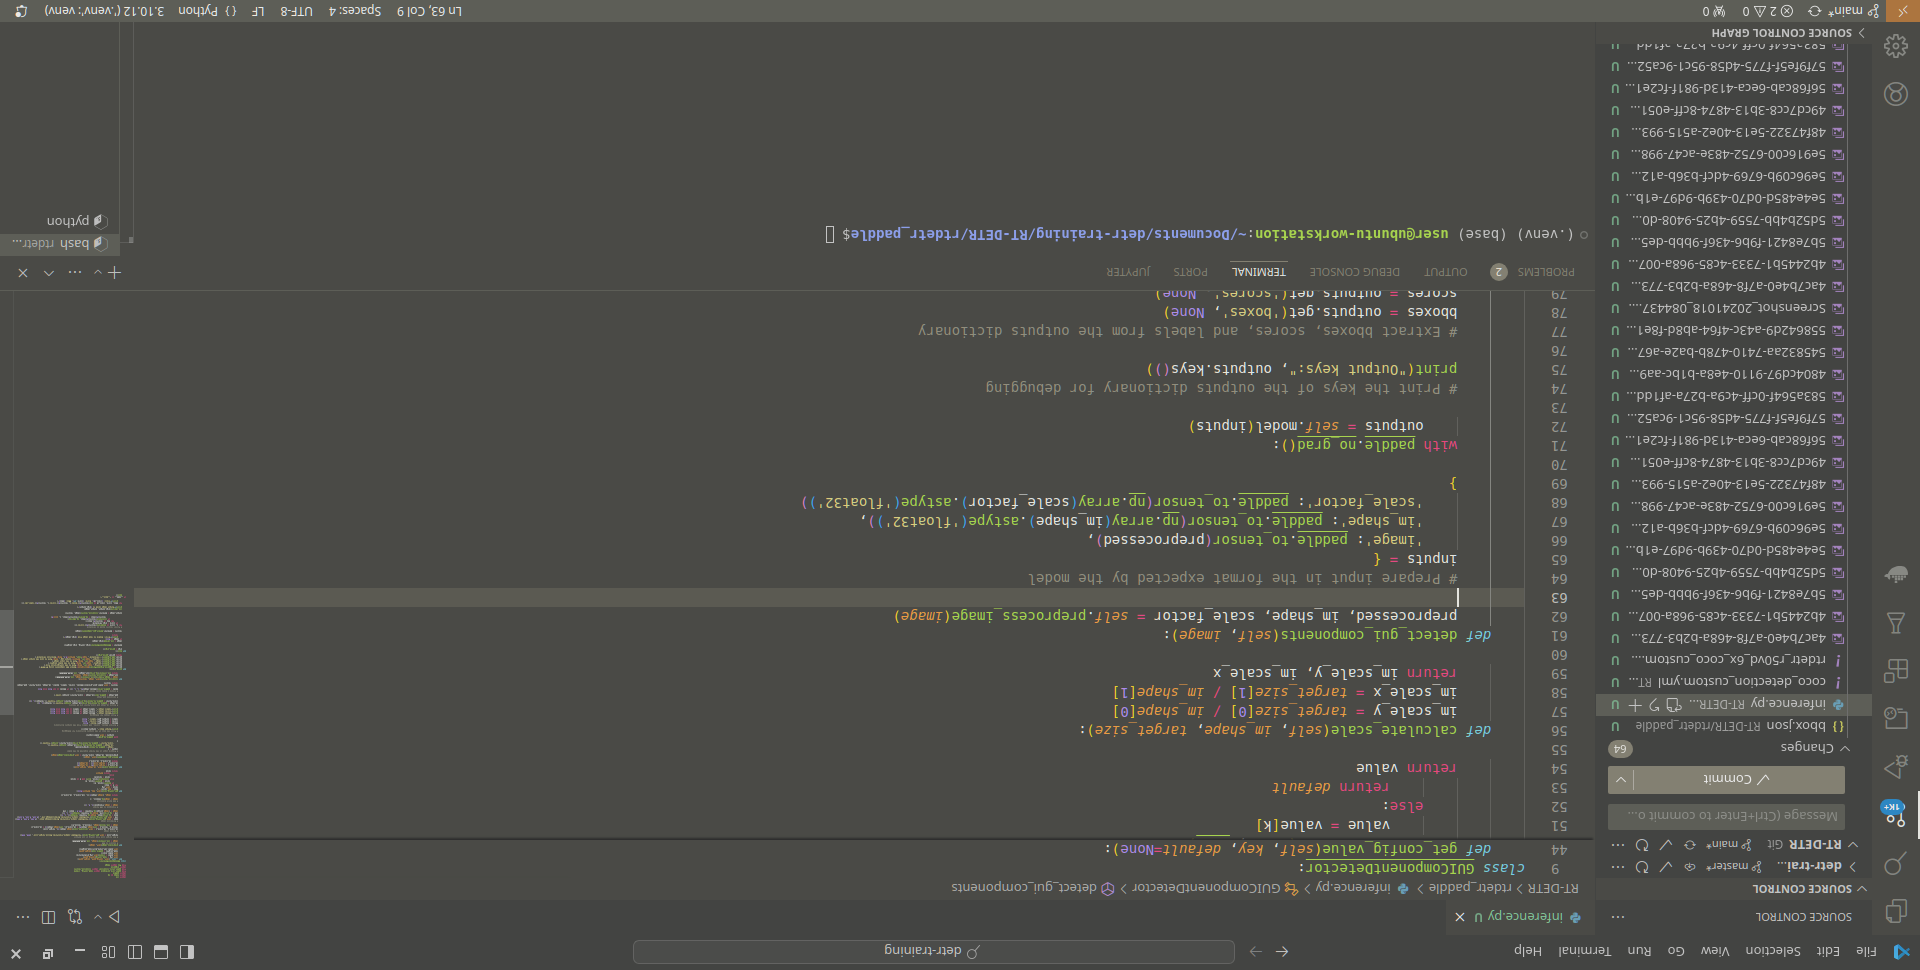 File Edit Selection View Go Run Terminal Help
detr-training
SOURCE CONTROL
inference.py U
SOURCE CONTROL
detr-trai... master*
RT-DETR Git main*
Message (Ctrl+Enter to commit o...
Commit
Changes 64
bbox.json RT-DETR/rtdetr_paddle U
inference.py RT-DETR... U
coco_detection_custom.yml RT... U
rtdetr_r50vd_6x_coco_custom.... U
4ac7b4e0-a7f8-468a-b2b3-773... U
4b2445b1-7333-4c85-968a-007... U
5b7e8421-f9b6-436f-9bbb-de5... U
5d52b4bb-7559-4b25-9408-d0... U
5e4e485d-0d70-439b-9d97-e1b... U
5e96c09b-6769-4dcf-b36b-a12... U
5e916c00-6752-483e-ac47-998... U
48f47322-5e13-40e2-a515-993... U
49cd7cc8-3b13-4874-8cff-e051... U
56f68cab-6eca-413d-981f-fc2e1... U
57f9fe5f-f775-4d58-95c1-9ca52... U
583a564f-0cff-4c9a-b27a-af1dd... U
4804cd97-9110-4e8a-b1bc-aa9... U
545832aa-7410-478b-ba2e-a67... U
5586429d-a43c-4f64-ab8d-f8e1... U
Screenshot_20241018_084437.... U
4ac7b4e0-a7f8-468a-b2b3-773... U
4b2445b1-7333-4c85-968a-007... U
5b7e8421-f9b6-436f-9bbb-de5... U
5d52b4bb-7559-4b25-9408-d0... U
5e4e485d-0d70-439b-9d97-e1b... U
5e96c09b-6769-4dcf-b36b-a12... U
5e916c00-6752-483e-ac47-998... U
48f47322-5e13-40e2-a515-993... U
49cd7cc8-3b13-4874-8cff-e051... U
56f68cab-6eca-413d-981f-fc2e1... U
57f9fe5f-f775-4d58-95c1-9ca52... U
583a564f-0cff-4c9a-b27a-af1dd... U
SOURCE CONTROL GRAPH
1K+
RT-DETR > rtdetr_paddle > inference.py > GUIComponentDetector > detect_gui_components
9 class GUIComponentDetector:
44 def get_config_value(self, key, default=None):
51 value = value[k]
52 else:
53 return default
54 return value
55
56 def calculate_scale(self, im_shape, target_size):
57 im_scale_y = target_size[0] / im_shape[0]
58 im_scale_x = target_size[1] / im_shape[1]
59 return im_scale_y, im_scale_x
60
61 def detect_gui_components(self, image):
62 preprocessed, im_shape, scale_factor = self.preprocess_image(image)
63
64 # Prepare input in the format expected by the model
65 inputs = {
66 'image': paddle.to_tensor(preprocessed),
67 'im_shape': paddle.to_tensor(np.array(im_shape).astype('float32')),
68 'scale_factor': paddle.to_tensor(np.array(scale_factor).astype('float32'))
69 }
70
71 with paddle.no_grad():
72 outputs = self.model(inputs)
73
74 # Print the keys of the outputs dictionary for debugging
75 print("Output keys:", outputs.keys())
76
77 # Extract bboxes, scores, and labels from the outputs dictionary
78 bboxes = outputs.get('boxes', None)
79 scores = outputs.get('scores', None)
PROBLEMS 2 OUTPUT DEBUG CONSOLE TERMINAL PORTS JUPYTER
(.venv) (base) user@ubuntu-workstation:~/Documents/detr-training/RT-DETR/rtdetr_paddle$
bash rtdetr...
python
main* 2 0 0
Ln 63, Col 9 Spaces: 4 UTF-8 LF Python 3.10.12 ('.venv': venv)